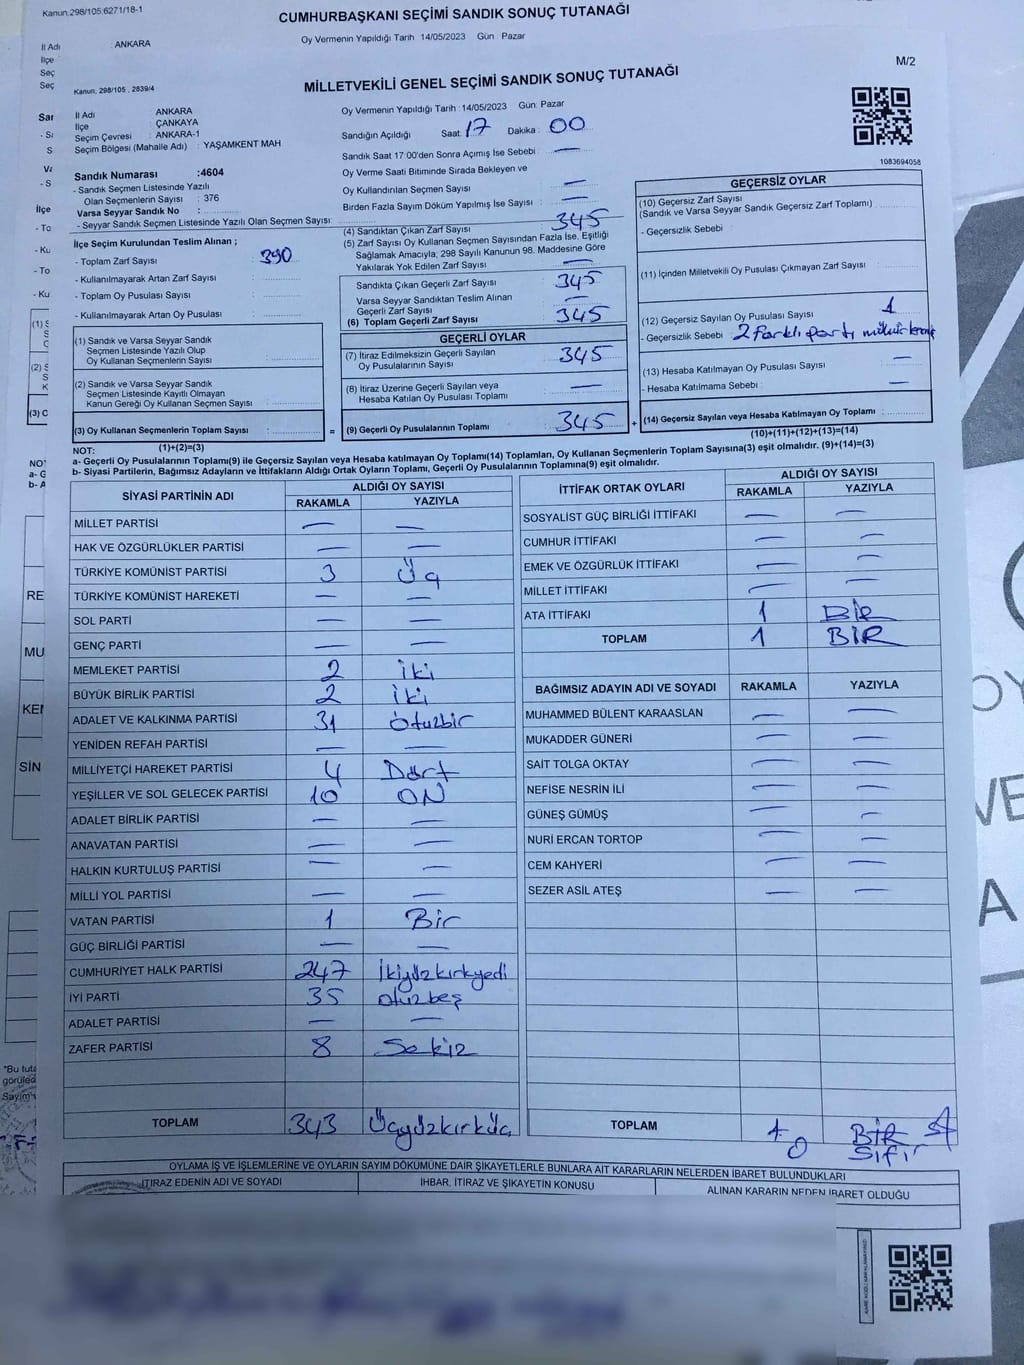 Kanun.298/105.6271/18-1
CUMHURBAŞKANI SEÇİMİ SANDIK SONUÇ TUTANAĞI
Oy Vermenin Yapıldığı Tarih 14/05/2023 Gün Pazar
İl Adı ANKARA
İlçe
Seç
Seç
M/2
Kanun, 298/105 , 2839/4
MİLLETVEKİLİ GENEL SEÇİMİ SANDIK SONUÇ TUTANAĞI
İl Adı : ANKARA
İlçe : ÇANKAYA
Seçim Çevresi : ANKARA-1
Seçim Bölgesi (Mahalle Adı) : YAŞAMKENT MAH
Sandık Numarası :4604
- Sandık Seçmen Listesinde Yazılı
Olan Seçmenlerin Sayısı : 376
Varsa Seyyar Sandık No :
- Seyyar Sandık Seçmen Listesinde Yazılı Olan Seçmen Sayısı:
İlçe Seçim Kurulundan Teslim Alınan ;
- Toplam Zarf Sayısı : 390
- Kullanılmayarak Artan Zarf Sayısı :
- Toplam Oy Pusulası Sayısı :
- Kullanılmayarak Artan Oy Pusulası :
(1) Sandık ve Varsa Seyyar Sandık
Seçmen Listesinde Yazılı Olup
Oy Kullanan Seçmenlerin Sayısı :
(2) Sandık ve Varsa Seyyar Sandık
Seçmen Listesinde Kayıtlı Olmayan
Kanun Gereği Oy Kullanan Seçmen Sayısı :
(3) Oy Kullanan Seçmenlerin Toplam Sayısı :
(1)+(2)=(3)
Oy Vermenin Yapıldığı Tarih : 14/05/2023 Gün: Pazar
Sandığın Açıldığı Saat : 17 Dakika : 00
Sandık Saat 17:00'den Sonra Açımış İse Sebebi : —
Oy Verme Saati Bitiminde Sırada Bekleyen ve
Oy Kullandırılan Seçmen Sayısı : —
Birden Fazla Sayım Döküm Yapılmış İse Sayısı : —
(4) Sandıktan Çıkan Zarf Sayısı : 345
(5) Zarf Sayısı Oy Kullanan Seçmen Sayısından Fazla İse, Eşitliği
Sağlamak Amacıyla, 298 Sayılı Kanunun 98. Maddesine Göre
Yakılarak Yok Edilen Zarf Sayısı : —
Sandıkta Çıkan Geçerli Zarf Sayısı : 345
Varsa Seyyar Sandıktan Teslim Alınan
Geçerli Zarf Sayısı : —
(6) Toplam Geçerli Zarf Sayısı : 345
GEÇERLİ OYLAR
(7) İtiraz Edilmeksizin Geçerli Sayılan
Oy Pusulasının Sayısı : 345
(8) İtiraz Üzerine Geçerli Sayılan veya
Hesaba Katılan Oy Pusulası Toplamı : —
= (9) Geçerli Oy Pusulalarının Toplamı : 345 +
1083694058
GEÇERSİZ OYLAR
(10) Geçersiz Zarf Sayısı
(Sandık ve Varsa Seyyar Sandık Geçersiz Zarf Toplamı) :
- Geçersizlik Sebebi :
(11) İçinden Milletvekili Oy Pusulası Çıkmayan Zarf Sayısı :
(12) Geçersiz Sayılan Oy Pusulası Sayısı : 1
- Geçersizlik Sebebi : 2 farklı parti mühür
(13) Hesaba Katılmayan Oy Pusulası Sayısı : —
- Hesaba Katılmama Sebebi : —
(14) Geçersiz Sayılan veya Hesaba Katılmayan Oy Toplamı :
(10)+(11)+(12)+(13)=(14)
NOT:
a- Geçerli Oy Pusulalarının Toplamı(9) ile Geçersiz Sayılan veya Hesaba katılmayan Oy Toplamı(14) Toplamları, Oy Kullanan Seçmenlerin Toplam Sayısına(3) eşit olmalıdır. (9)+(14)=(3)
b- Siyasi Partilerin, Bağımsız Adayların ve İttifakların Aldığı Ortak Oyların Toplamı, Geçerli Oy Pusulalarının Toplamına(9) eşit olmalıdır.
SİYASİ PARTİNİN ADI ALDIĞI OY SAYISI
RAKAMLA YAZIYLA
MİLLET PARTİSİ — —
HAK VE ÖZGÜRLÜKLER PARTİSİ — —
TÜRKİYE KOMÜNİST PARTİSİ 3 Üç
TÜRKİYE KOMÜNİST HAREKETİ — —
SOL PARTİ — —
GENÇ PARTİ — —
MEMLEKET PARTİSİ 2 İki
BÜYÜK BİRLİK PARTİSİ 2 İki
ADALET VE KALKINMA PARTİSİ 31 Otuzbir
YENİDEN REFAH PARTİSİ — —
MİLLİYETÇİ HAREKET PARTİSİ 4 Dört
YEŞİLLER VE SOL GELECEK PARTİSİ 10 ON
ADALET BİRLİK PARTİSİ — —
ANAVATAN PARTİSİ — —
HALKIN KURTULUŞ PARTİSİ — —
MİLLİ YOL PARTİSİ — —
VATAN PARTİSİ 1 Bir
GÜÇ BİRLİĞİ PARTİSİ — —
CUMHURİYET HALK PARTİSİ 247 İkiyüzkırkyedi
İYİ PARTİ 35 otuzbeş
ADALET PARTİSİ — —
ZAFER PARTİSİ 8 Sekiz
TOPLAM 343 Üçyüzkırküç
İTTİFAK ORTAK OYLARI ALDIĞI OY SAYISI
RAKAMLA YAZIYLA
SOSYALİST GÜÇ BİRLİĞİ İTTİFAKI — —
CUMHUR İTTİFAKI — —
EMEK VE ÖZGÜRLÜK İTTİFAKI — —
MİLLET İTTİFAKI — —
ATA İTTİFAKI 1 BİR
TOPLAM 1 BİR
BAĞIMSIZ ADAYIN ADI VE SOYADI RAKAMLA YAZIYLA
MUHAMMED BÜLENT KARAASLAN — —
MUKADDER GÜNERİ — —
SAİT TOLGA OKTAY — —
NEFİSE NESRİN İLİ — —
GÜNEŞ GÜMÜŞ — —
NURİ ERCAN TORTOP — —
CEM KAHYERİ — —
SEZER ASİL ATEŞ — —
TOPLAM 1 BİR
0 Sıfır
OYLAMA İŞ VE İŞLEMLERİNE VE OYLARIN SAYIM DÖKÜMÜNE DAİR ŞİKAYETLERLE BUNLARA AİT KARARLARIN NELERDEN İBARET BULUNDUKLARI
İTİRAZ EDENİN ADI VE SOYADI İHBAR, İTİRAZ VE ŞİKAYETİN KONUSU ALINAN KARARIN NEDEN İBARET OLDUĞU